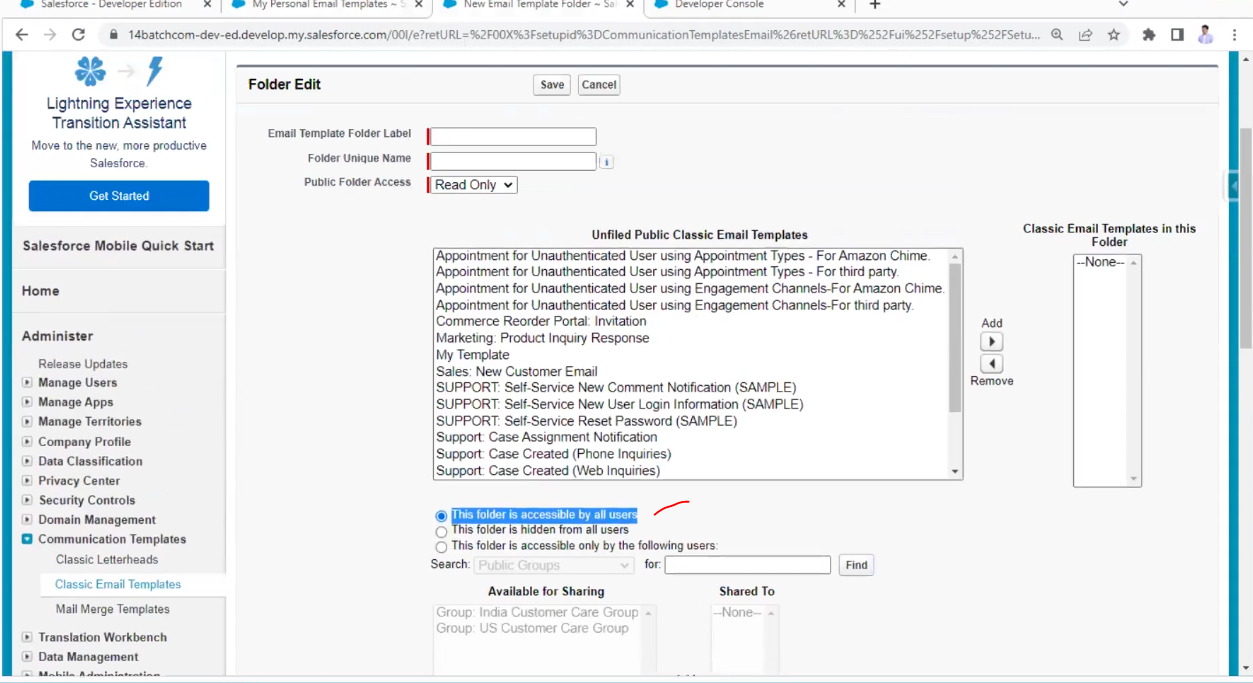 Salesforce - Developer Edition
My Personal Email Templates ~ S
New Email Template Folder ~ Sa
Developer Console
14batchcom-dev-ed.develop.my.salesforce.com/00l/e?retURL=%2F00X%3Fsetupid%3DCommunicationTemplatesEmail%26retURL%3D%252Fui%252Fsetup%252FSetu...
Lightning Experience
Transition Assistant
Move to the new, more productive
Salesforce.
Get Started
Salesforce Mobile Quick Start
Home
Administer
Release Updates
Manage Users
Manage Apps
Manage Territories
Company Profile
Data Classification
Privacy Center
Security Controls
Domain Management
Communication Templates
Classic Letterheads
Classic Email Templates
Mail Merge Templates
Translation Workbench
Data Management
Mobile Administration
Folder Edit
Save
Cancel
Email Template Folder Label
Folder Unique Name
i
Public Folder Access
Read Only
Unfiled Public Classic Email Templates
Appointment for Unauthenticated User using Appointment Types - For Amazon Chime.
Appointment for Unauthenticated User using Appointment Types - For third party.
Appointment for Unauthenticated User using Engagement Channels-For Amazon Chime.
Appointment for Unauthenticated User using Engagement Channels-For third party.
Commerce Reorder Portal: Invitation
Marketing: Product Inquiry Response
My Template
Sales: New Customer Email
SUPPORT: Self-Service New Comment Notification (SAMPLE)
SUPPORT: Self-Service New User Login Information (SAMPLE)
SUPPORT: Self-Service Reset Password (SAMPLE)
Support: Case Assignment Notification
Support: Case Created (Phone Inquiries)
Support: Case Created (Web Inquiries)
Add
Remove
Classic Email Templates in this
Folder
--None--
This folder is accessible by all users
This folder is hidden from all users
This folder is accessible only by the following users:
Search: Public Groups for: Find
Available for Sharing
Group: India Customer Care Group
Group: US Customer Care Group
Shared To
--None--